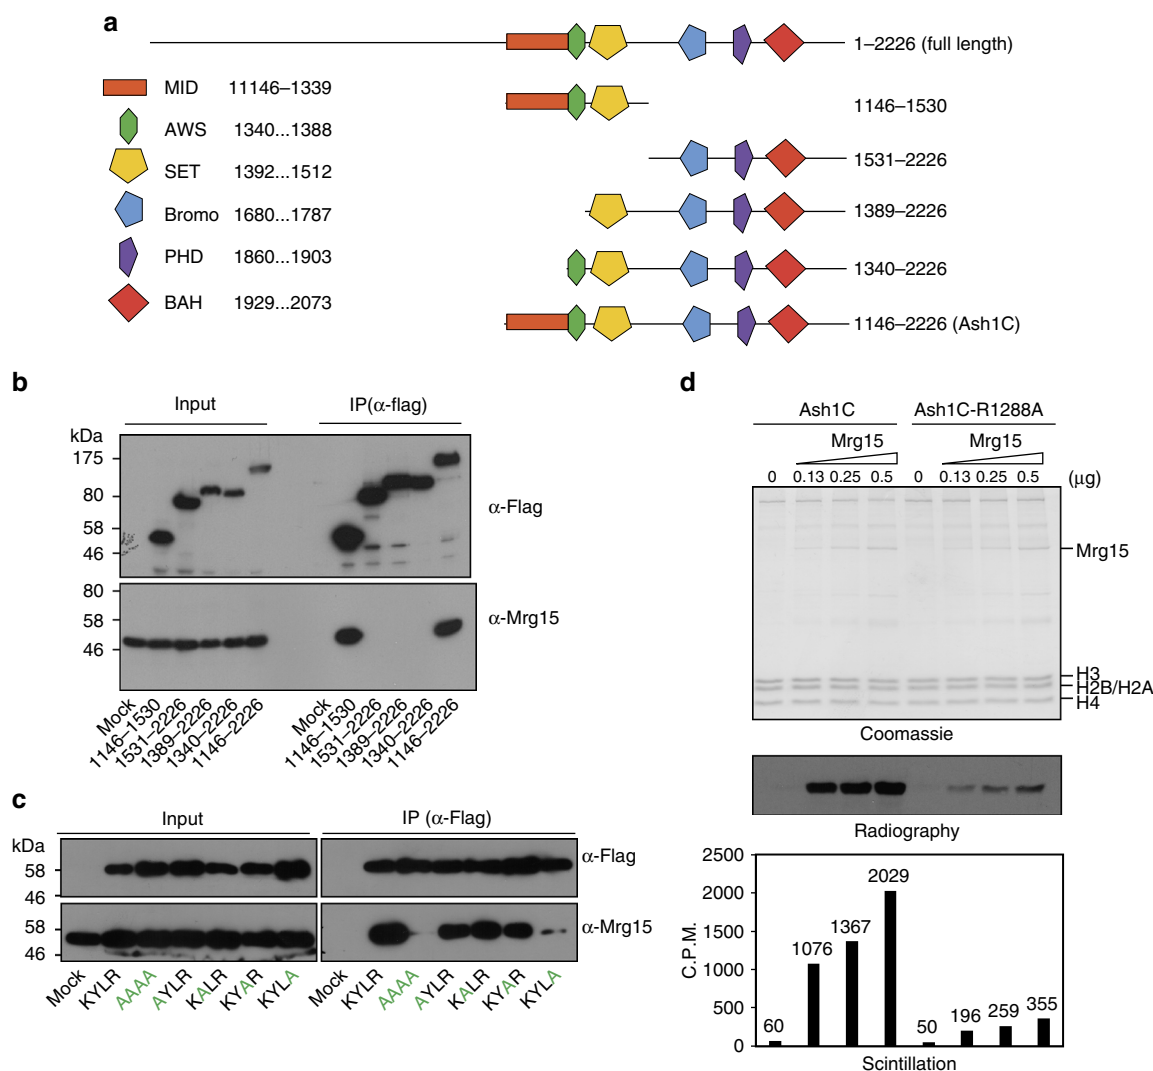 a
1–2226 (full length)
MID 11146–1339
1146–1530
AWS 1340...1388
1531–2226
SET 1392...1512
Bromo 1680...1787
1389–2226
PHD 1860...1903
1340–2226
BAH 1929...2073
1146–2226 (Ash1C)
b
Input IP(α-flag)
kDa
175
80
58
46
α-Flag
80
58
46
α-Mrg15
Mock 1146–1530 1531–2226 1389–2226 1340–2226 1146–2226
Mock 1146–1530 1531–2226 1389–2226 1340–2226 1146–2226
c
Input IP (α-Flag)
kDa
58
46
α-Flag
58
46
α-Mrg15
Mock KYLR AAAA AYLR KALR KYAR KYLA
Mock KYLR AAAA AYLR KALR KYAR KYLA
d
Ash1C Ash1C-R1288A
Mrg15 Mrg15
0 0.13 0.25 0.5 0 0.13 0.25 0.5 (μg)
Mrg15
H3
H2B/H2A
H4
Coomassie
Radiography
2500
2000
1500
1000
500
0
C.P.M.
60 1076 1367 2029 50 196 259 355
Scintillation